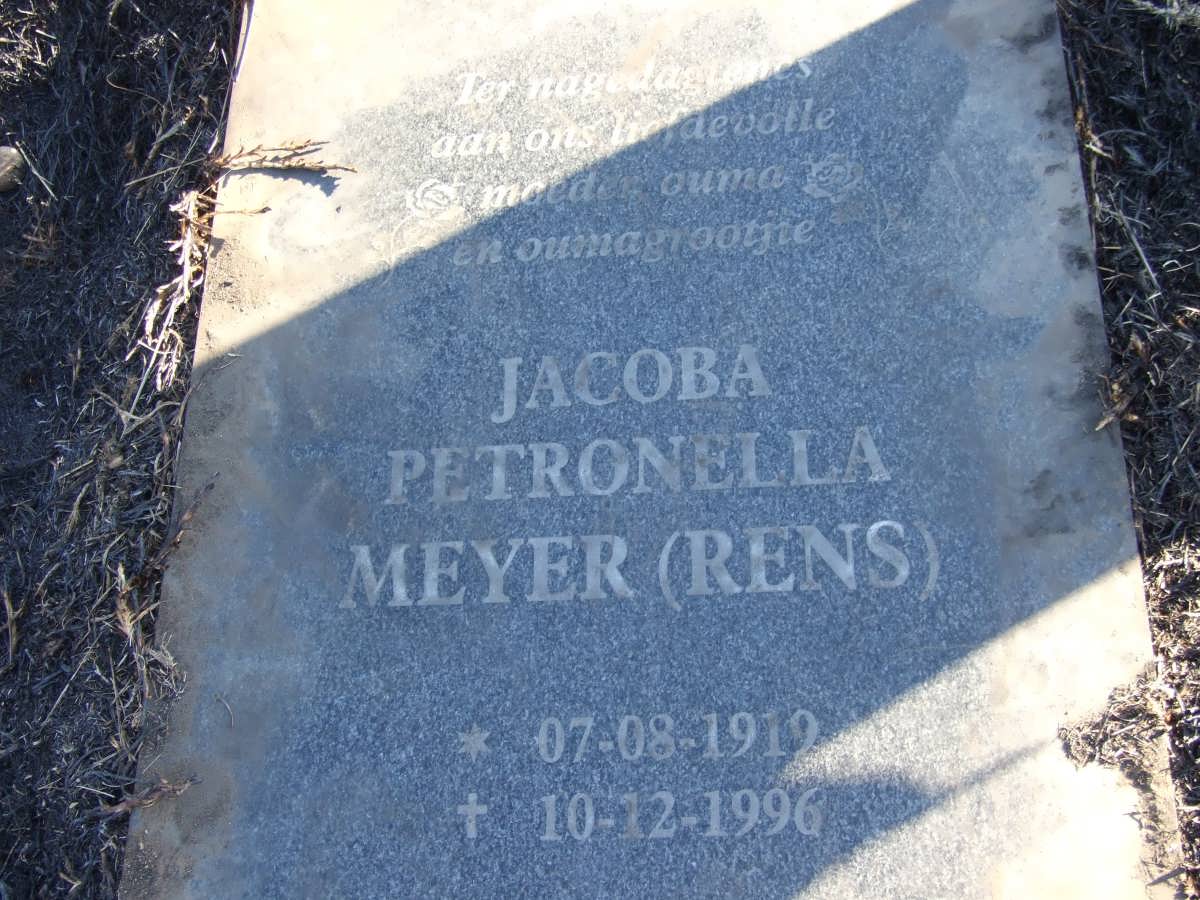 Ter nagedagtenis
aan ons liefdevolle
moeder, ouma
en oumagrootjie
JACOBA
PETRONELLA
MEYER (RENS)
* 07-08-1919
✝ 10-12-1996